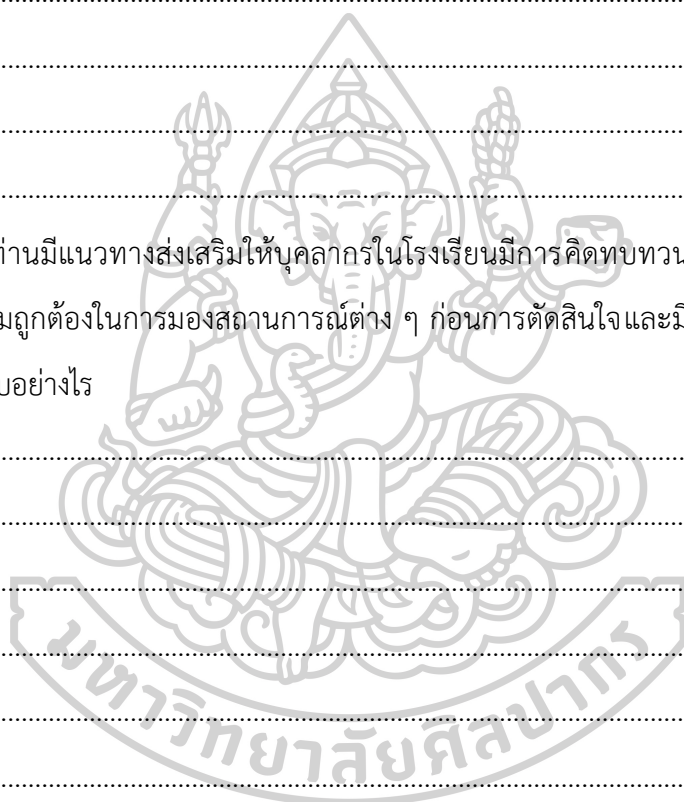 ท่านมีแนวทางส่งเสริมให้บุคลากรในโรงเรียนมีการคิดทบทวน
มถูกต้องในการมองสถานการณ์ต่าง ๆ ก่อนการตัดสินใจและมี
บอย่างไร
มหาวิทยาลัยศิลปากร